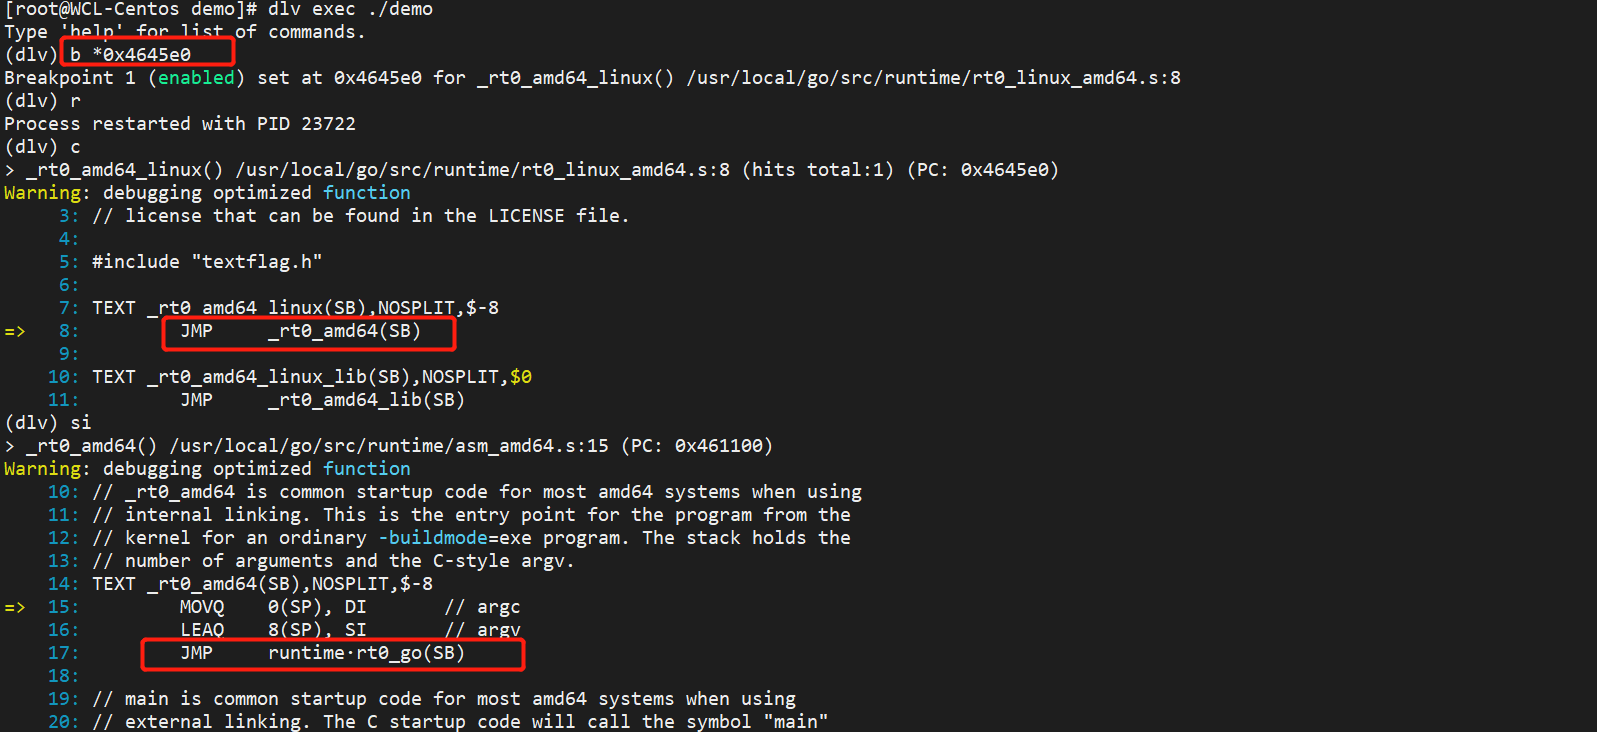 [root@WCL-Centos demo]# dlv exec ./demo
Type 'help' for list of commands.
(dlv) b *0x4645e0
Breakpoint 1 (enabled) set at 0x4645e0 for _rt0_amd64_linux() /usr/local/go/src/runtime/rt0_linux_amd64.s:8
(dlv) r
Process restarted with PID 23722
(dlv) c
> _rt0_amd64_linux() /usr/local/go/src/runtime/rt0_linux_amd64.s:8 (hits total:1) (PC: 0x4645e0)
Warning: debugging optimized function
3: // license that can be found in the LICENSE file.
4:
5: #include "textflag.h"
6:
7: TEXT _rt0_amd64_linux(SB),NOSPLIT,$-8
=> 8: JMP _rt0_amd64(SB)
9:
10: TEXT _rt0_amd64_linux_lib(SB),NOSPLIT,$0
11: JMP _rt0_amd64_lib(SB)
(dlv) si
> _rt0_amd64() /usr/local/go/src/runtime/asm_amd64.s:15 (PC: 0x461100)
Warning: debugging optimized function
10: // _rt0_amd64 is common startup code for most amd64 systems when using
11: // internal linking. This is the entry point for the program from the
12: // kernel for an ordinary -buildmode=exe program. The stack holds the
13: // number of arguments and the C-style argv.
14: TEXT _rt0_amd64(SB),NOSPLIT,$-8
=> 15: MOVQ 0(SP), DI // argc
16: LEAQ 8(SP), SI // argv
17: JMP runtime·rt0_go(SB)
18:
19: // main is common startup code for most amd64 systems when using
20: // external linking. The C startup code will call the symbol "main"